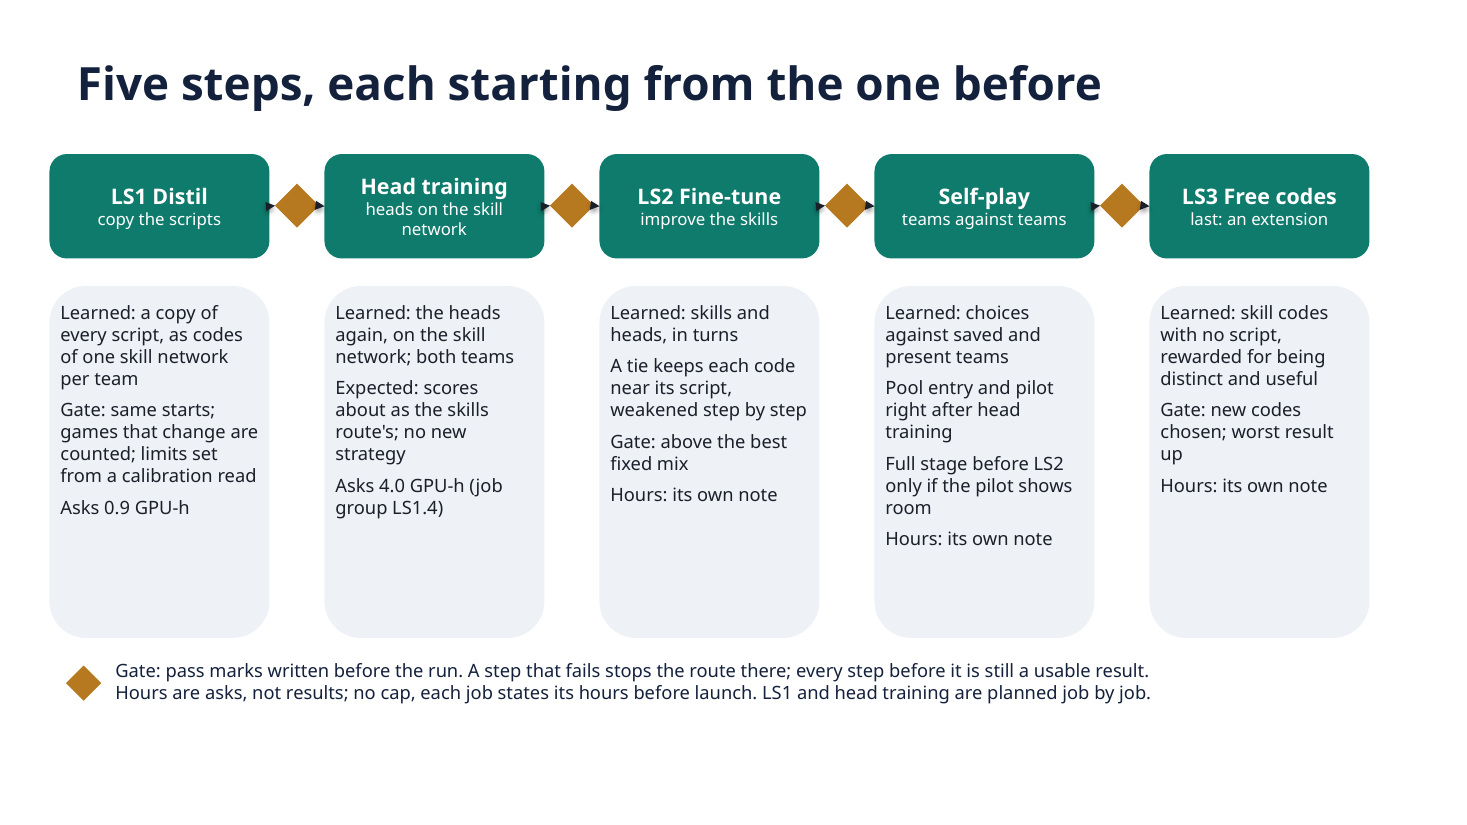 Five steps, each starting from the one before
LS1 Distil
copy the scripts
Head training
heads on the skill
network
LS2 Fine-tune
improve the skills
Self-play
teams against teams
LS3 Free codes
last: an extension
Learned: a copy of
every script, as codes
of one skill network
per team
Gate: same starts;
games that change are
counted; limits set
from a calibration read
Asks 0.9 GPU-h
Learned: the heads
again, on the skill
network; both teams
Expected: scores
about as the skills
route's; no new
strategy
Asks 4.0 GPU-h (job
group LS1.4)
Learned: skills and
heads, in turns
A tie keeps each code
near its script,
weakened step by step
Gate: above the best
fixed mix
Hours: its own note
Learned: choices
against saved and
present teams
Pool entry and pilot
right after head
training
Full stage before LS2
only if the pilot shows
room
Hours: its own note
Learned: skill codes
with no script,
rewarded for being
distinct and useful
Gate: new codes
chosen; worst result
up
Hours: its own note
Gate: pass marks written before the run. A step that fails stops the route there; every step before it is still a usable result.
Hours are asks, not results; no cap, each job states its hours before launch. LS1 and head training are planned job by job.